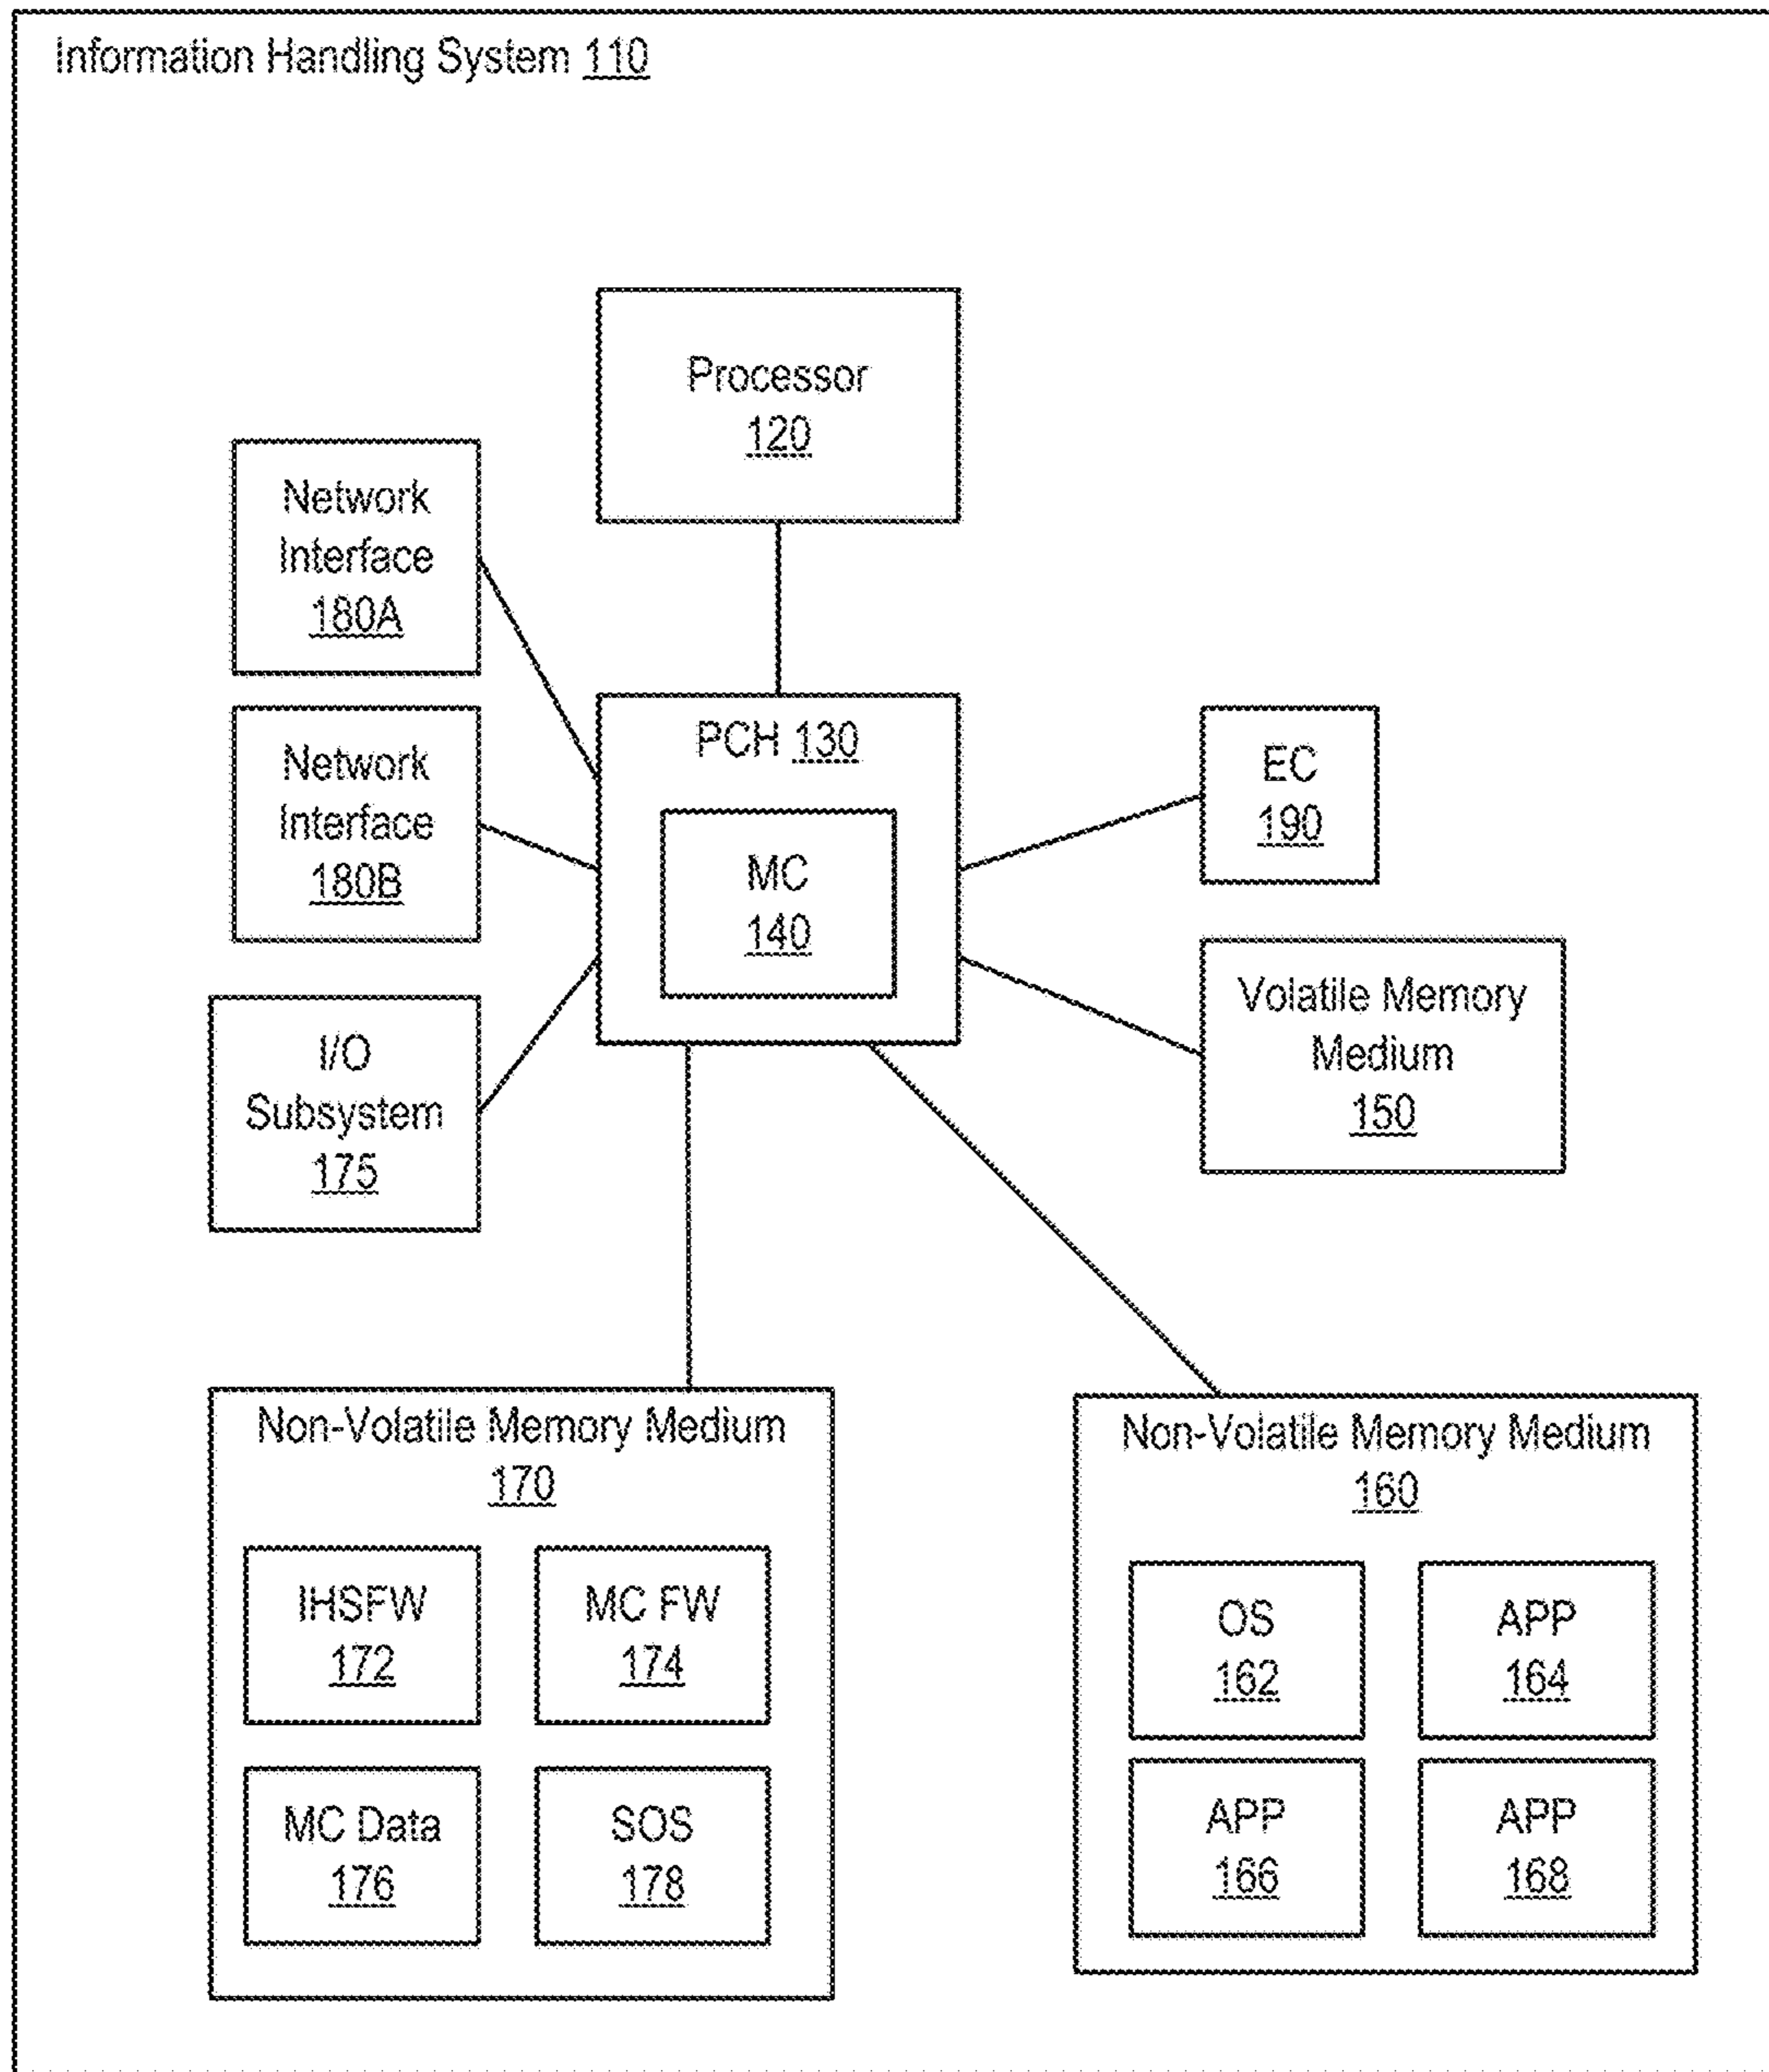 Information Handling System 110
Processor
120
Network
Interface
180A
Network
Interface
180B
I/O
Subsystem
175
PCH 130
MC
140
EC
190
Volatile Memory
Medium
150
Non-Volatile Memory Medium
170
IHSFW
172
MC FW
174
MC Data
176
SOS
178
Non-Volatile Memory Medium
160
OS
162
APP
164
APP
166
APP
168